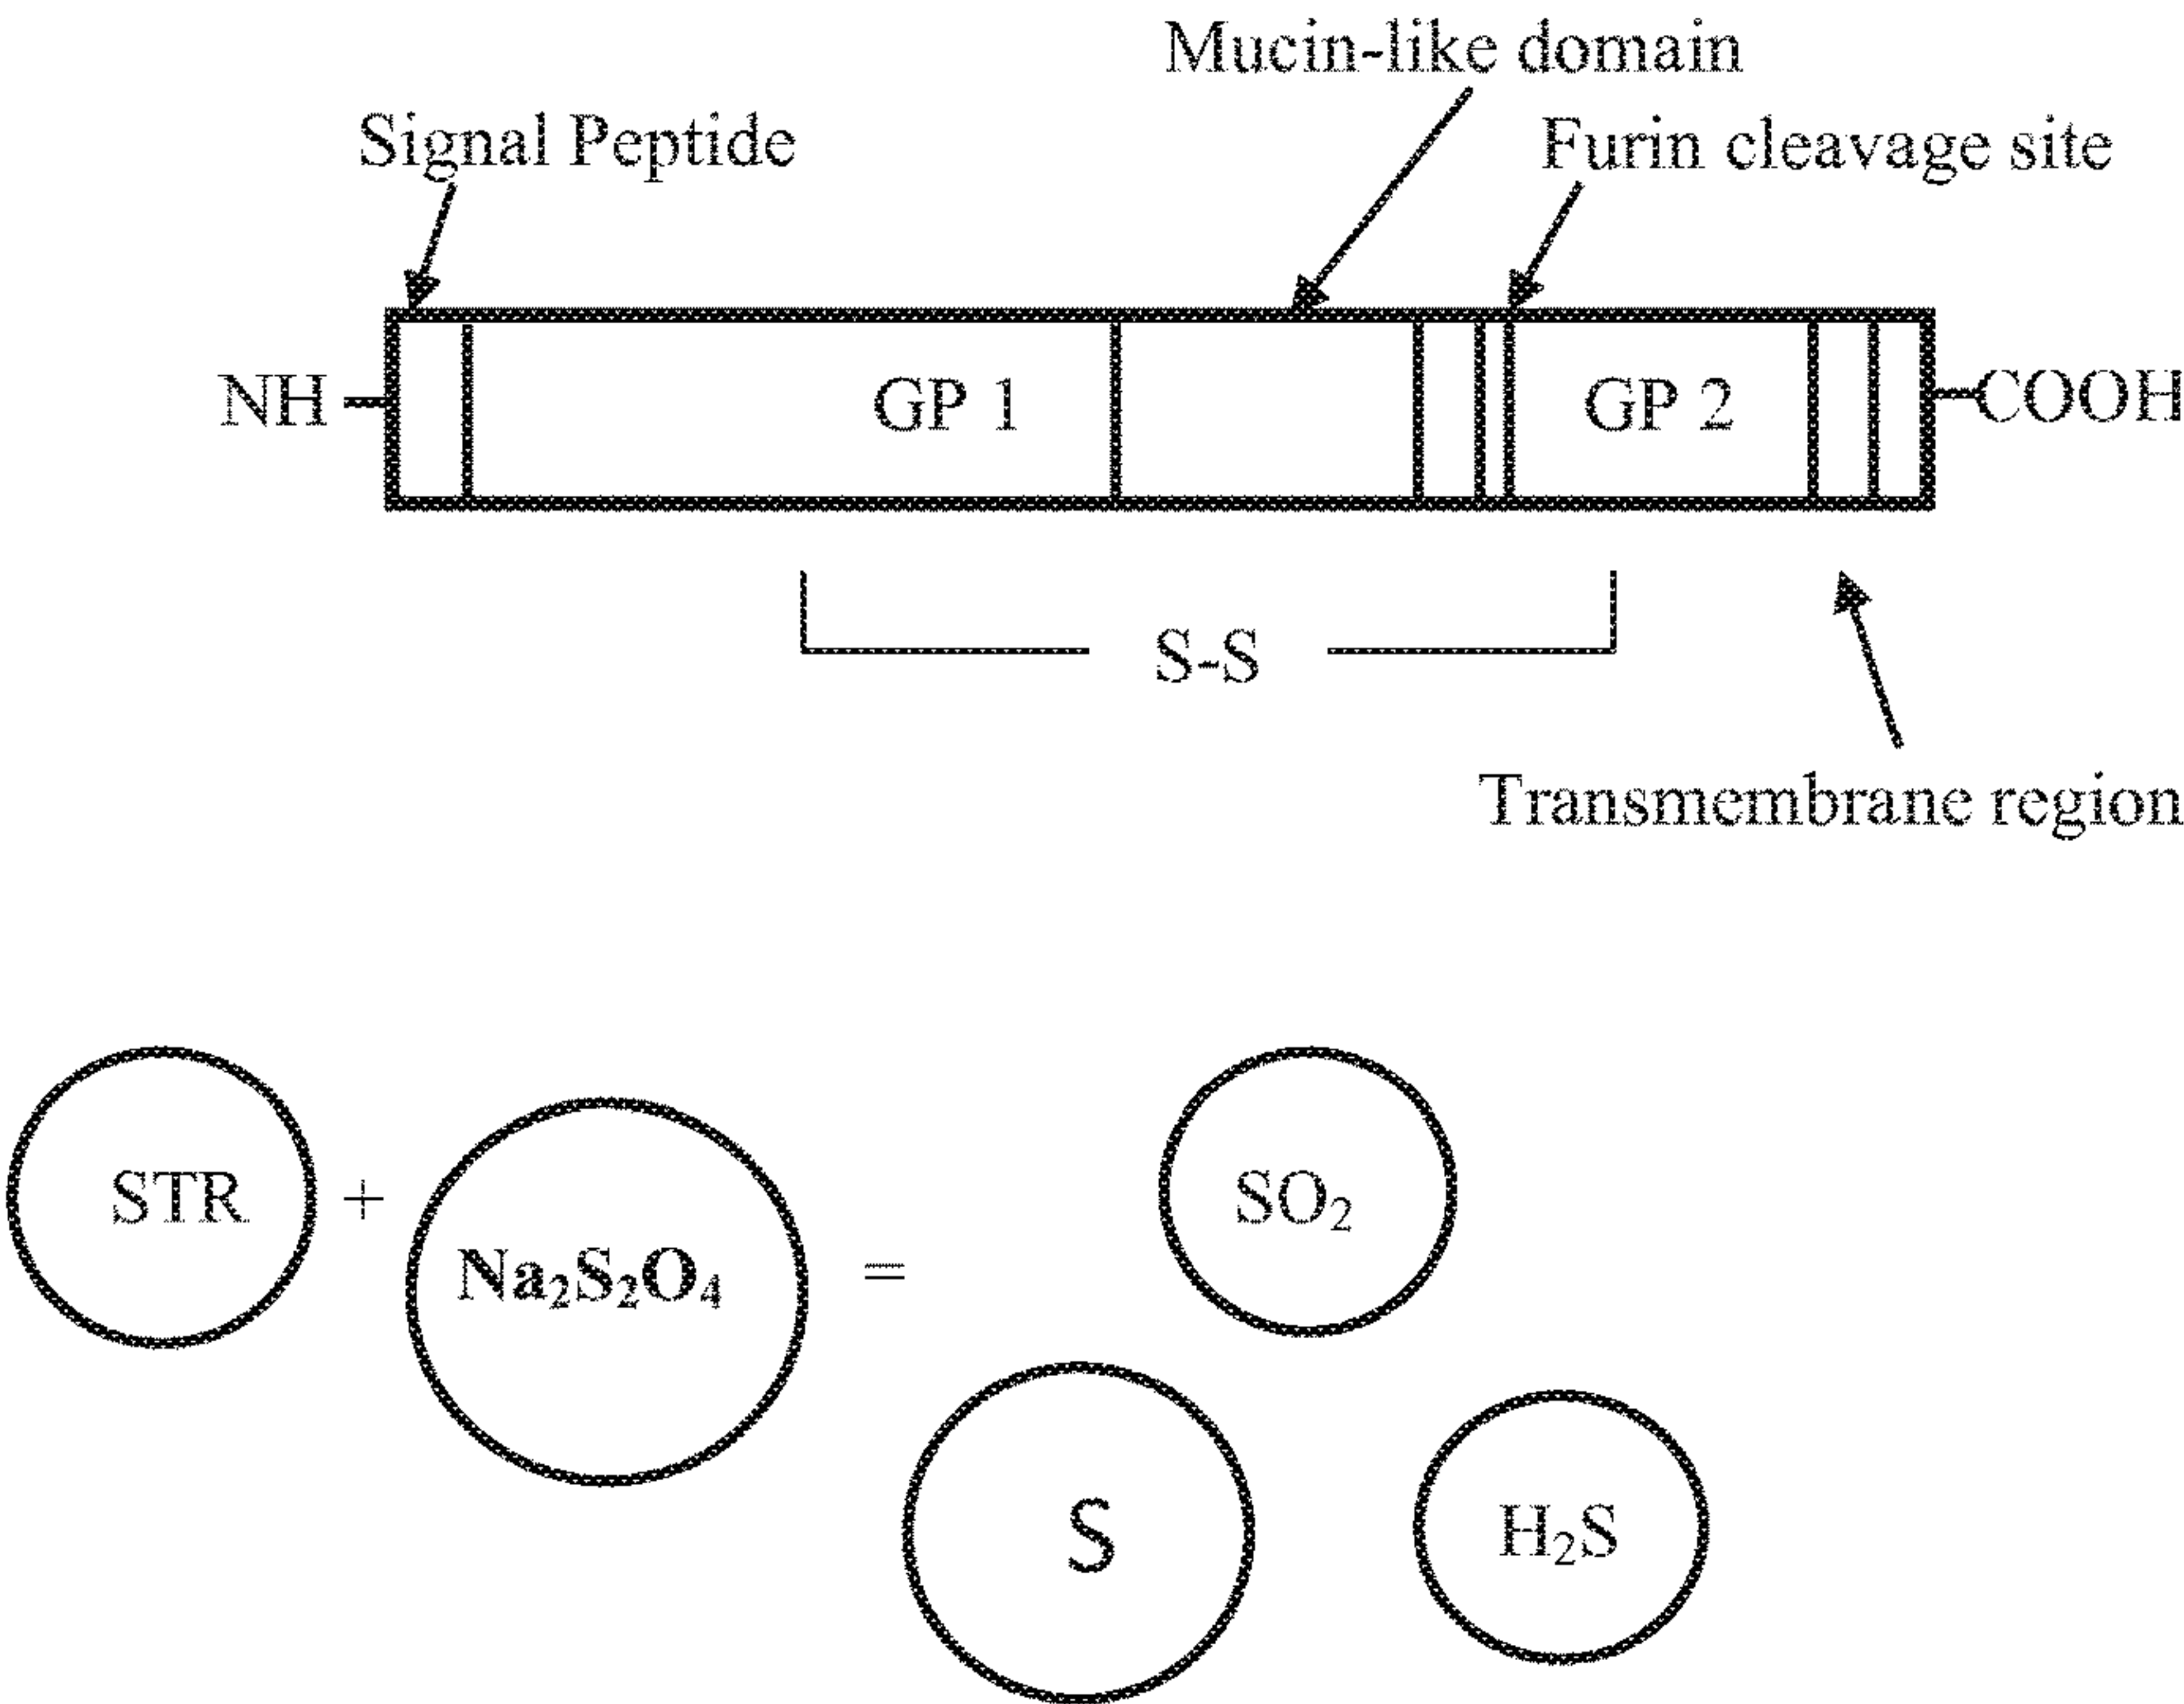 Mucin-like domain
Signal Peptide
Furin cleavage site
NH
GP 1
GP 2
COOH
S-S
Transmembrane region
STR
+
Na₂S₂O₄
=
SO₂
S
H₂S